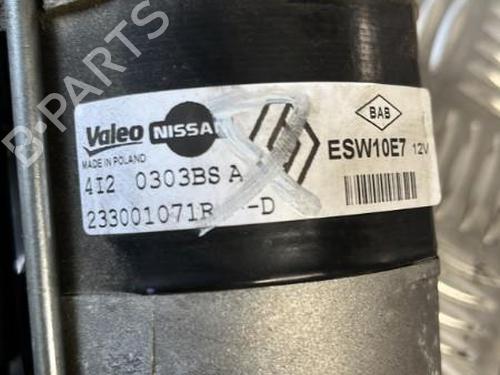 B-PARTS
Valeo NISSAN BAB
ESW10E7 12V
MADE IN POLAND
4I2 0303BS A
233001071R -D